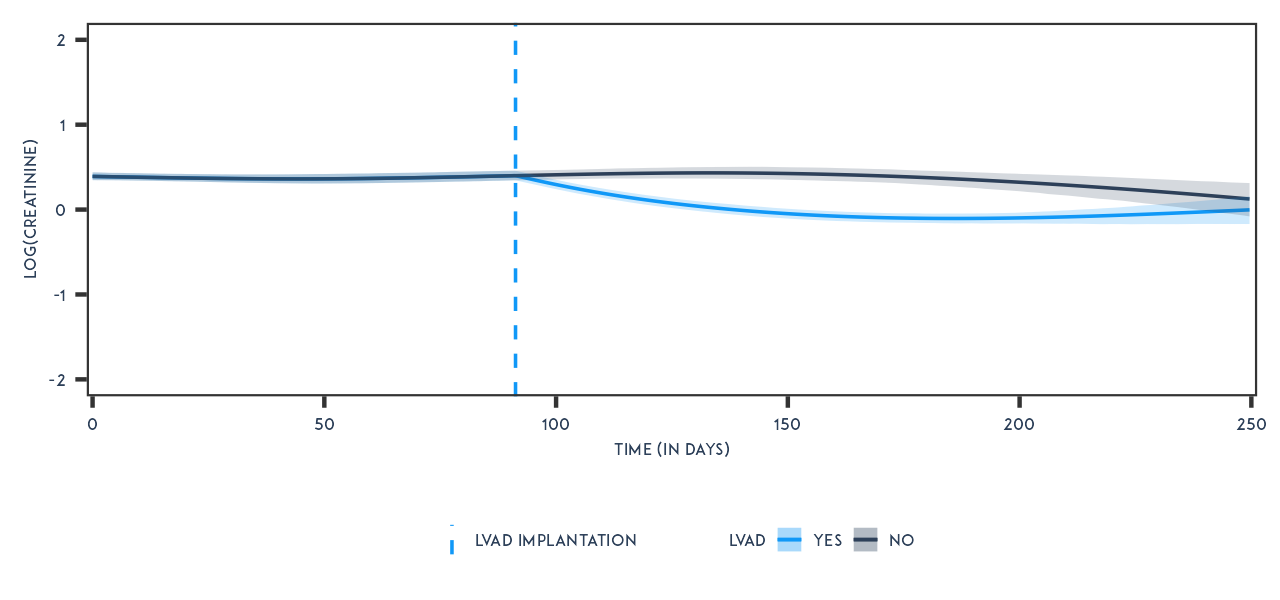 2
1
0
-1
-2
LOG(CREATININE)
0 50 100 150 200 250
TIME (IN DAYS)
LVAD IMPLANTATION LVAD YES NO